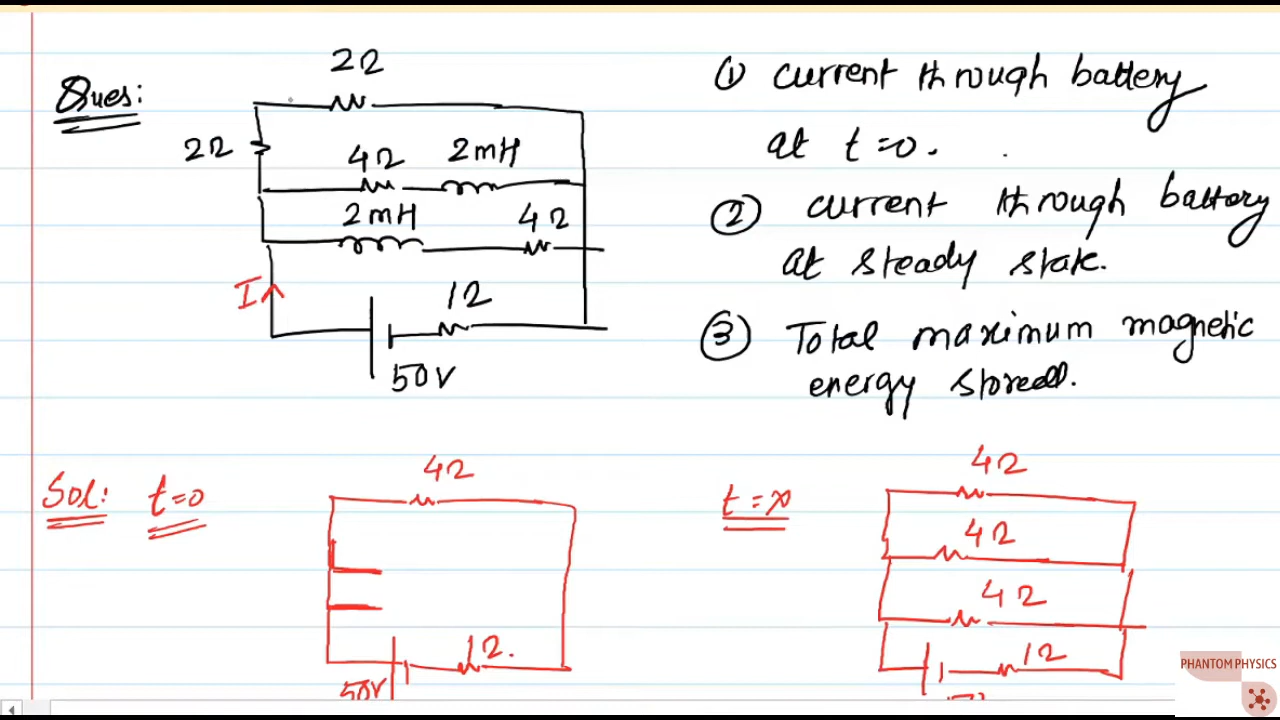 Ques:
2Ω
2Ω
4Ω 2mH
2mH 4Ω
I
1Ω
50V
① current through battery
at t=0.
② current through battery
at steady state.
③ Total maximum magnetic
energy stored.
Sol: t=0
4Ω
1Ω.
50V
t=∞
4Ω
4Ω
4Ω
1Ω
PHANTOM PHYSICS